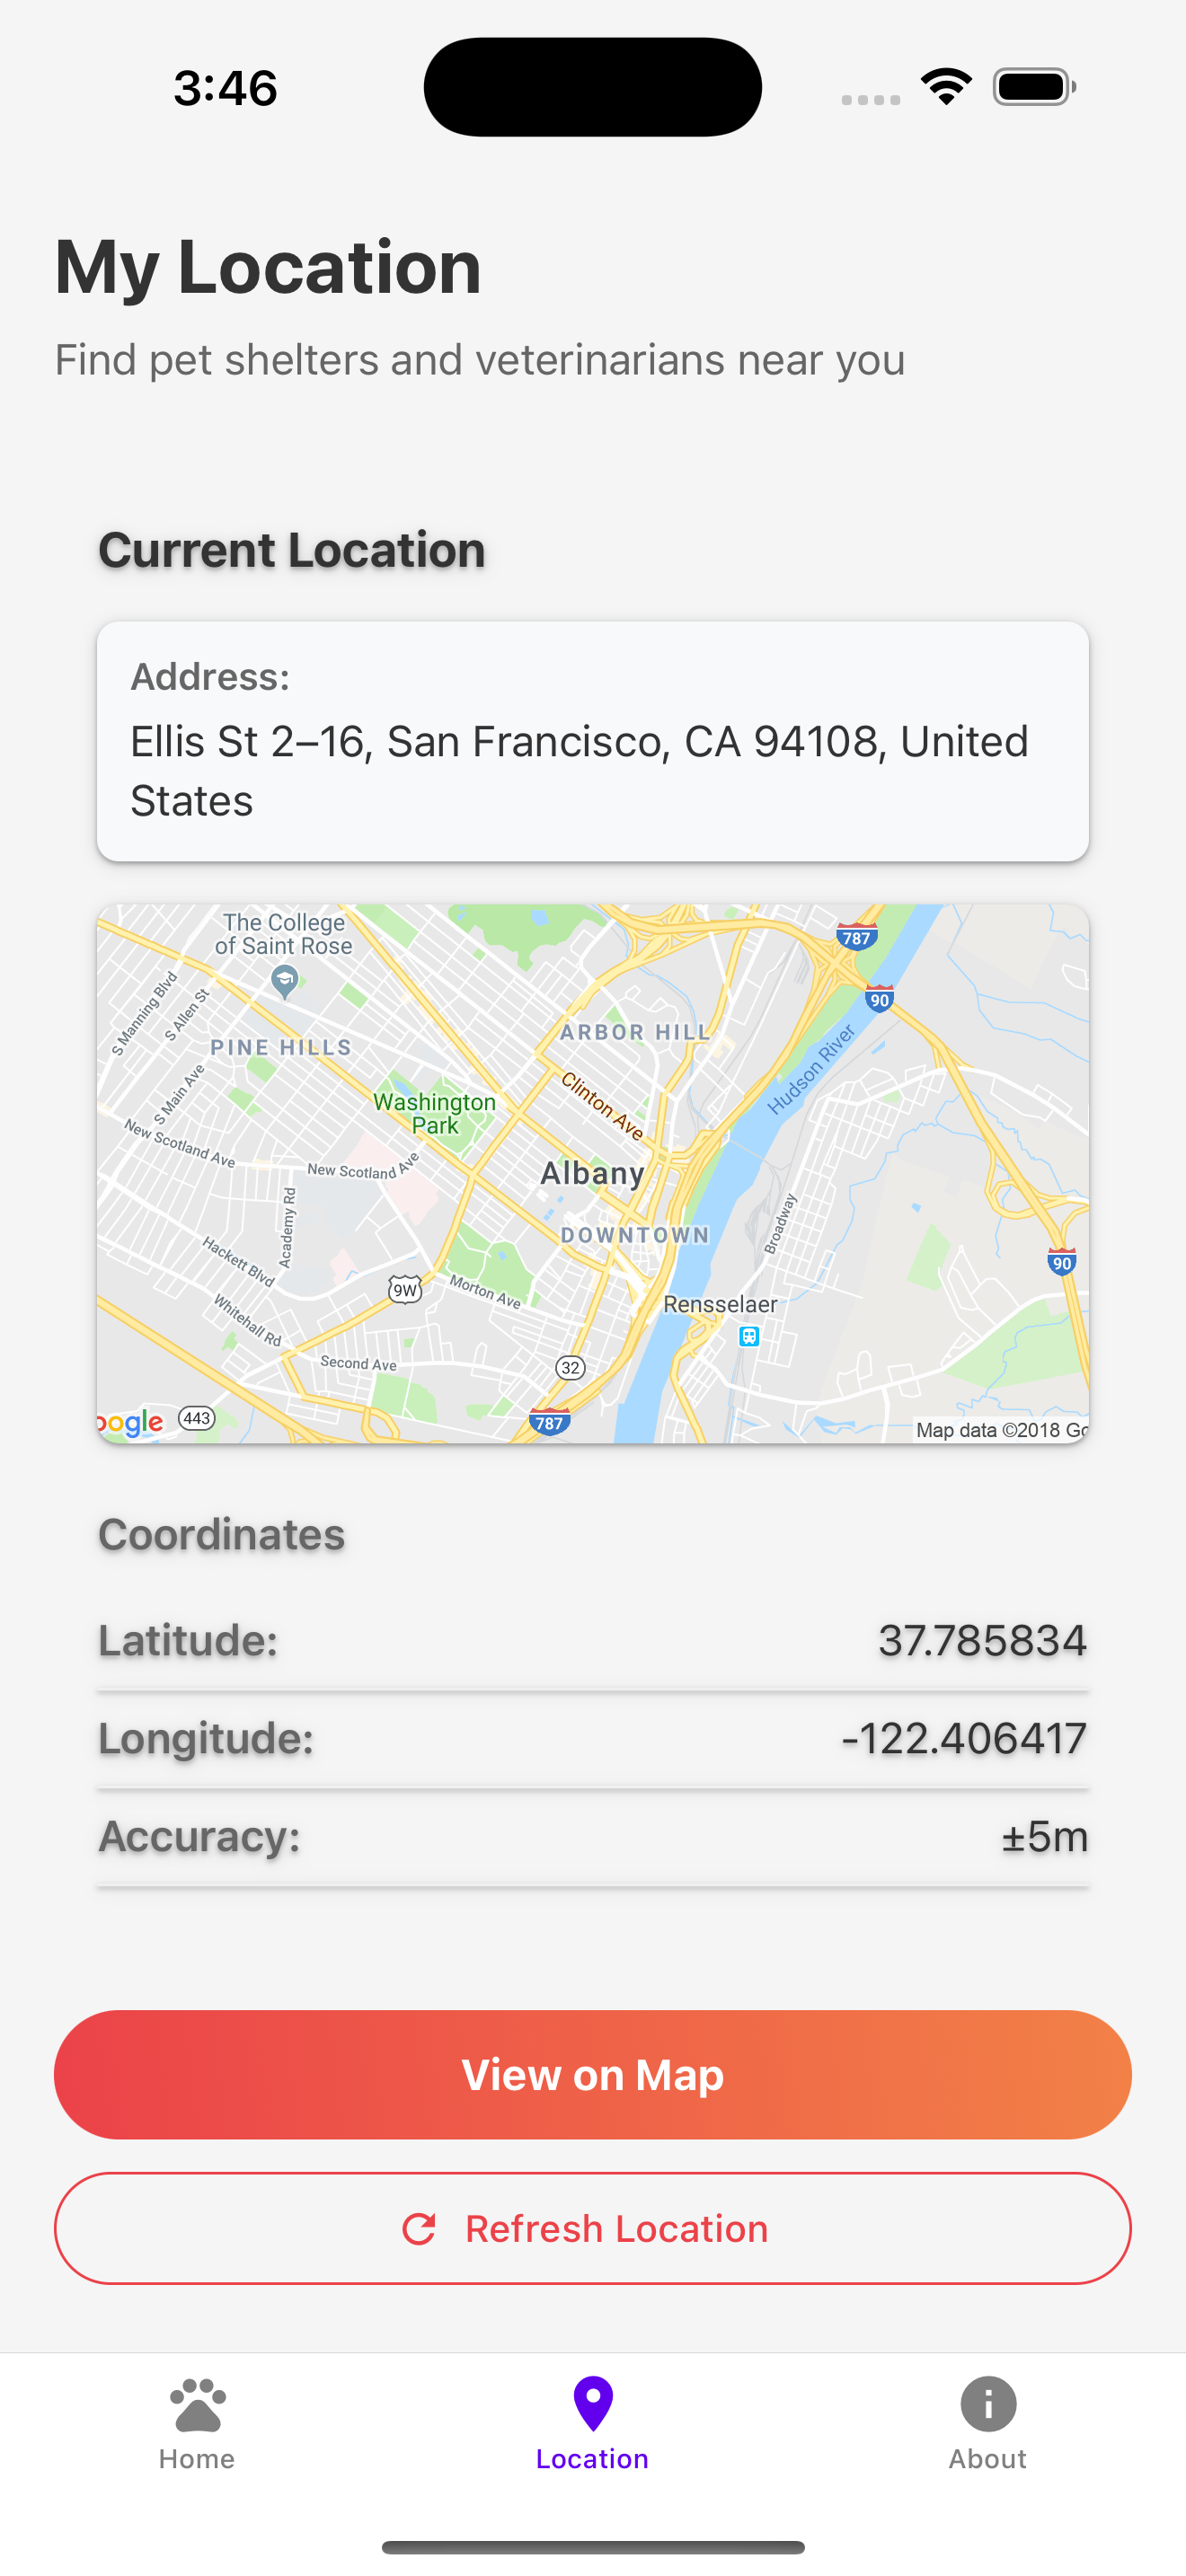 3:46
My Location
Find pet shelters and veterinarians near you
Current Location
Address:
Ellis St 2–16, San Francisco, CA 94108, United
States
The College
of Saint Rose
787
90
S Manning Blvd
S Allen St
ARBOR HILL
PINE HILLS
Hudson River
S Main Ave
Clinton Ave
Washington
Park
New Scotland Ave
New Scotland Ave
Albany
Academy Rd
Broadway
DOWNTOWN
Hackett Blvd
90
9W
Morton Ave
Rensselaer
Whitehall Rd
Second Ave
32
ogle
443
787
Map data ©2018 Go
Coordinates
Latitude: 37.785834
Longitude: -122.406417
Accuracy: ±5m
View on Map
Refresh Location
Home Location About